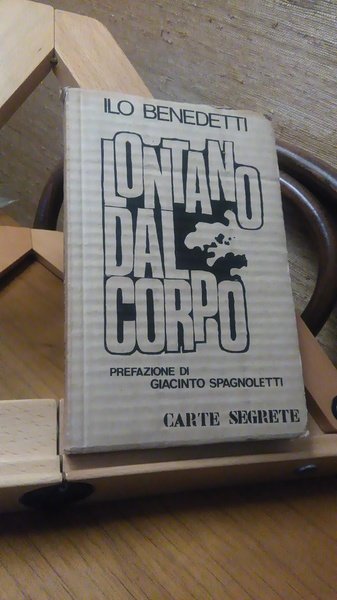 ILO BENEDETTI
LONTANO
DAL
CORPO
PREFAZIONE DI
GIACINTO SPAGNOLETTI
CARTE SEGRETE